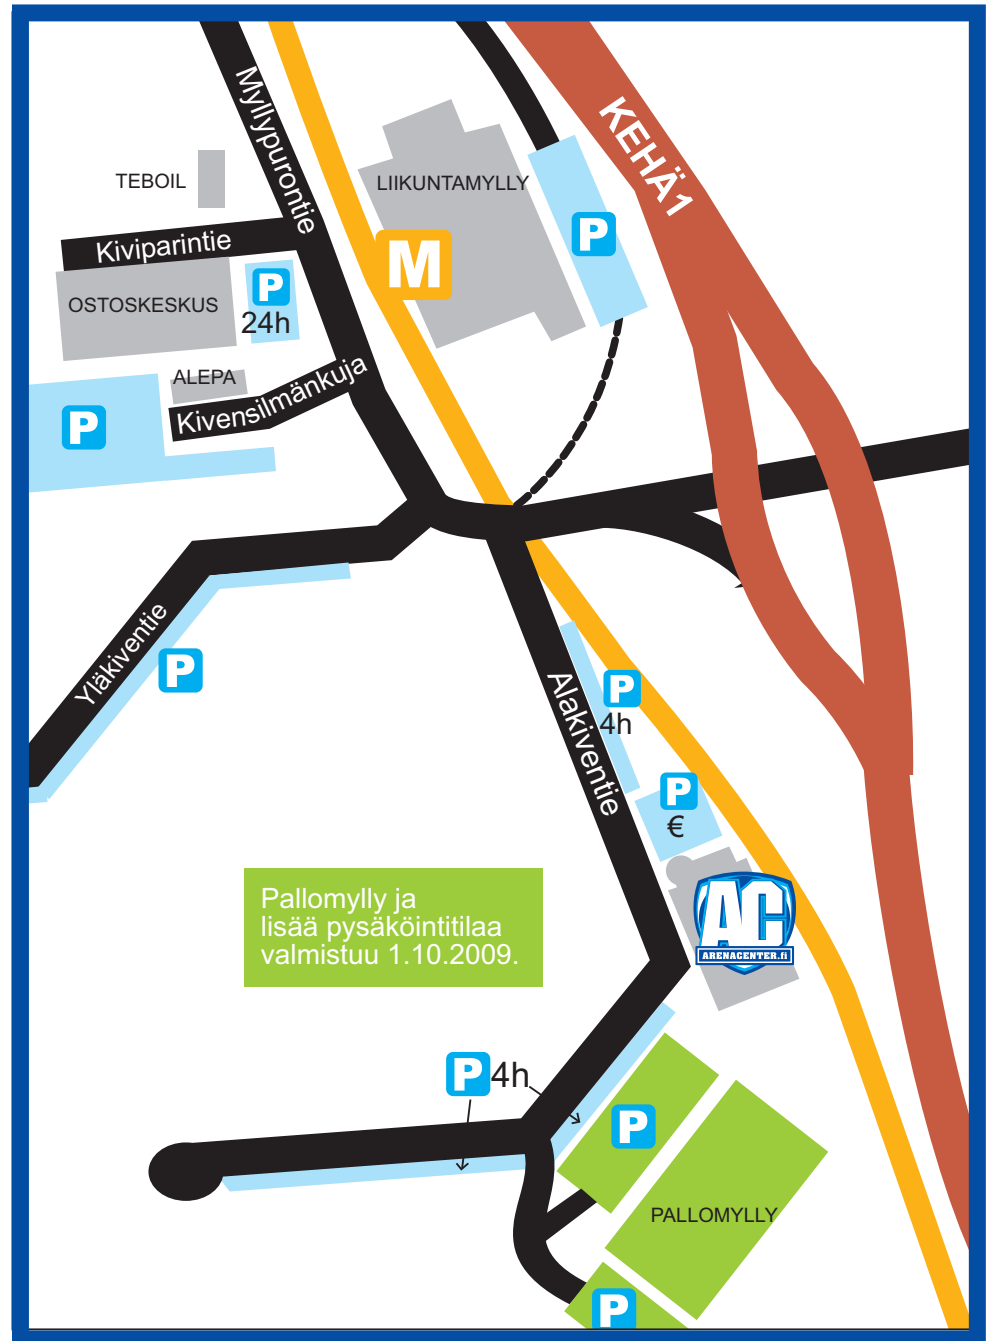 KEHÄ1
Myllypurontie
TEBOIL
LIIKUNTAMYLLY
P
Kiviparintie
M
P
24h
OSTOSKESKUS
ALEPA
Kivensilmänkuja
P
Yläkiventie
P
Alakiventie
P
4h
P
€
Pallomylly ja
lisää pysäköintitilaa
valmistuu 1.10.2009.
AC
ARENACENTER.fi
P 4h
P
PALLOMYLLY
P